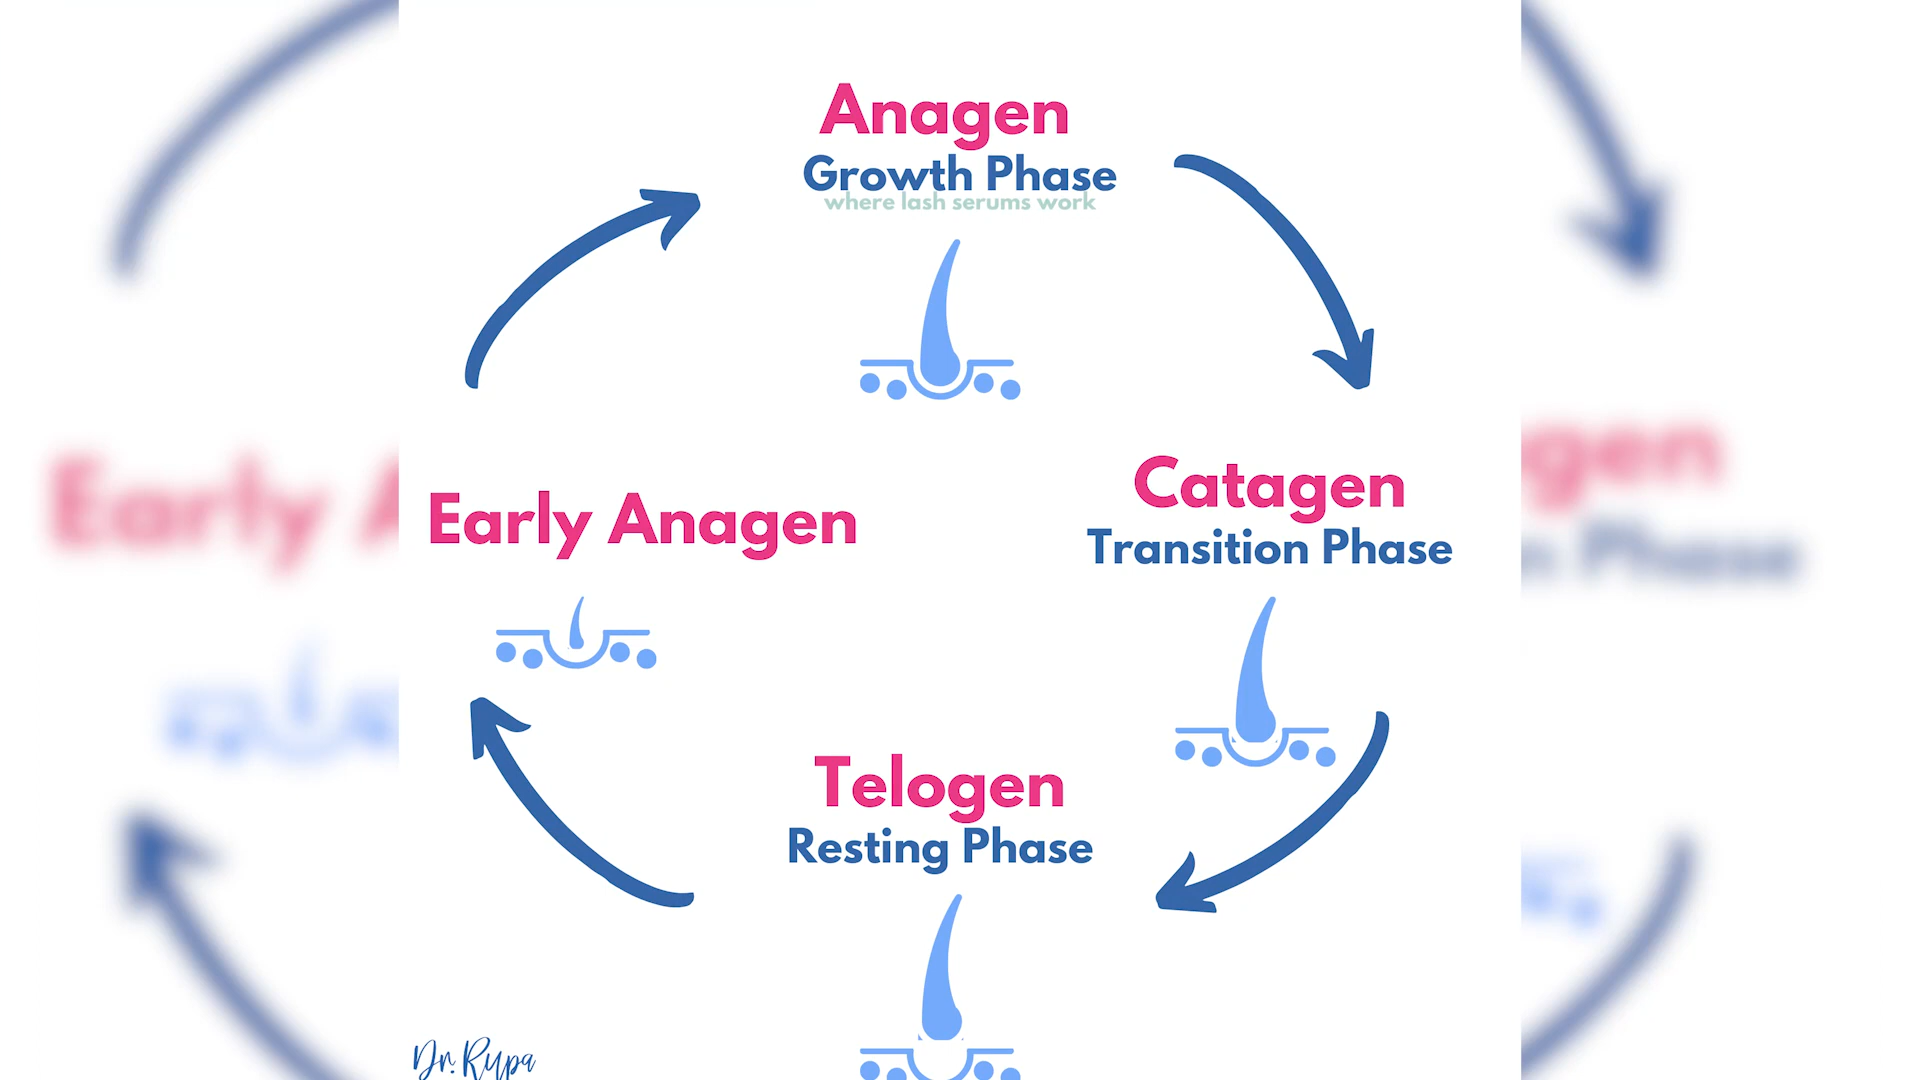 Anagen
Growth Phase
where lash serums work
Early Anagen
Catagen
Transition Phase
Telogen
Resting Phase
Dr. Rupa